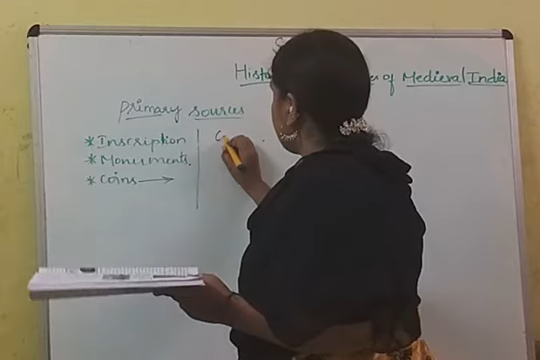 Histo of Medieval India
Primary sources
* Inscription
* Monuments.
* Coins →